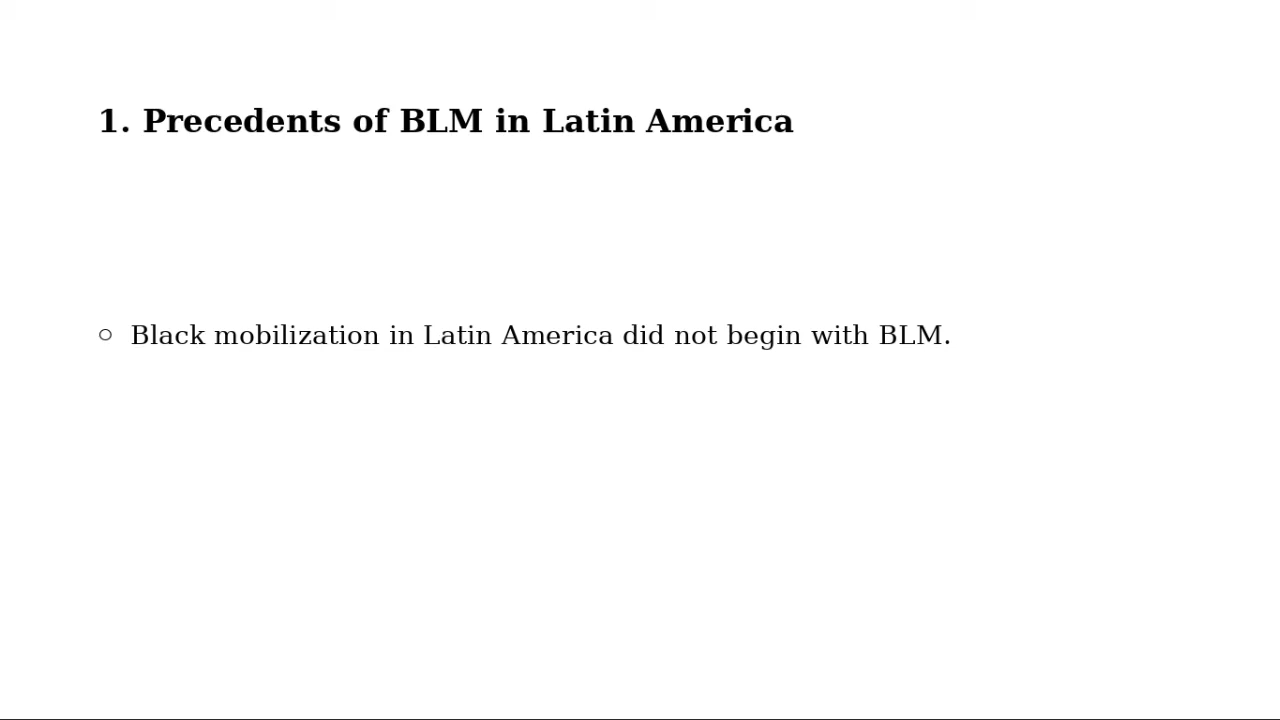 1. Precedents of BLM in Latin America
○ Black mobilization in Latin America did not begin with BLM.